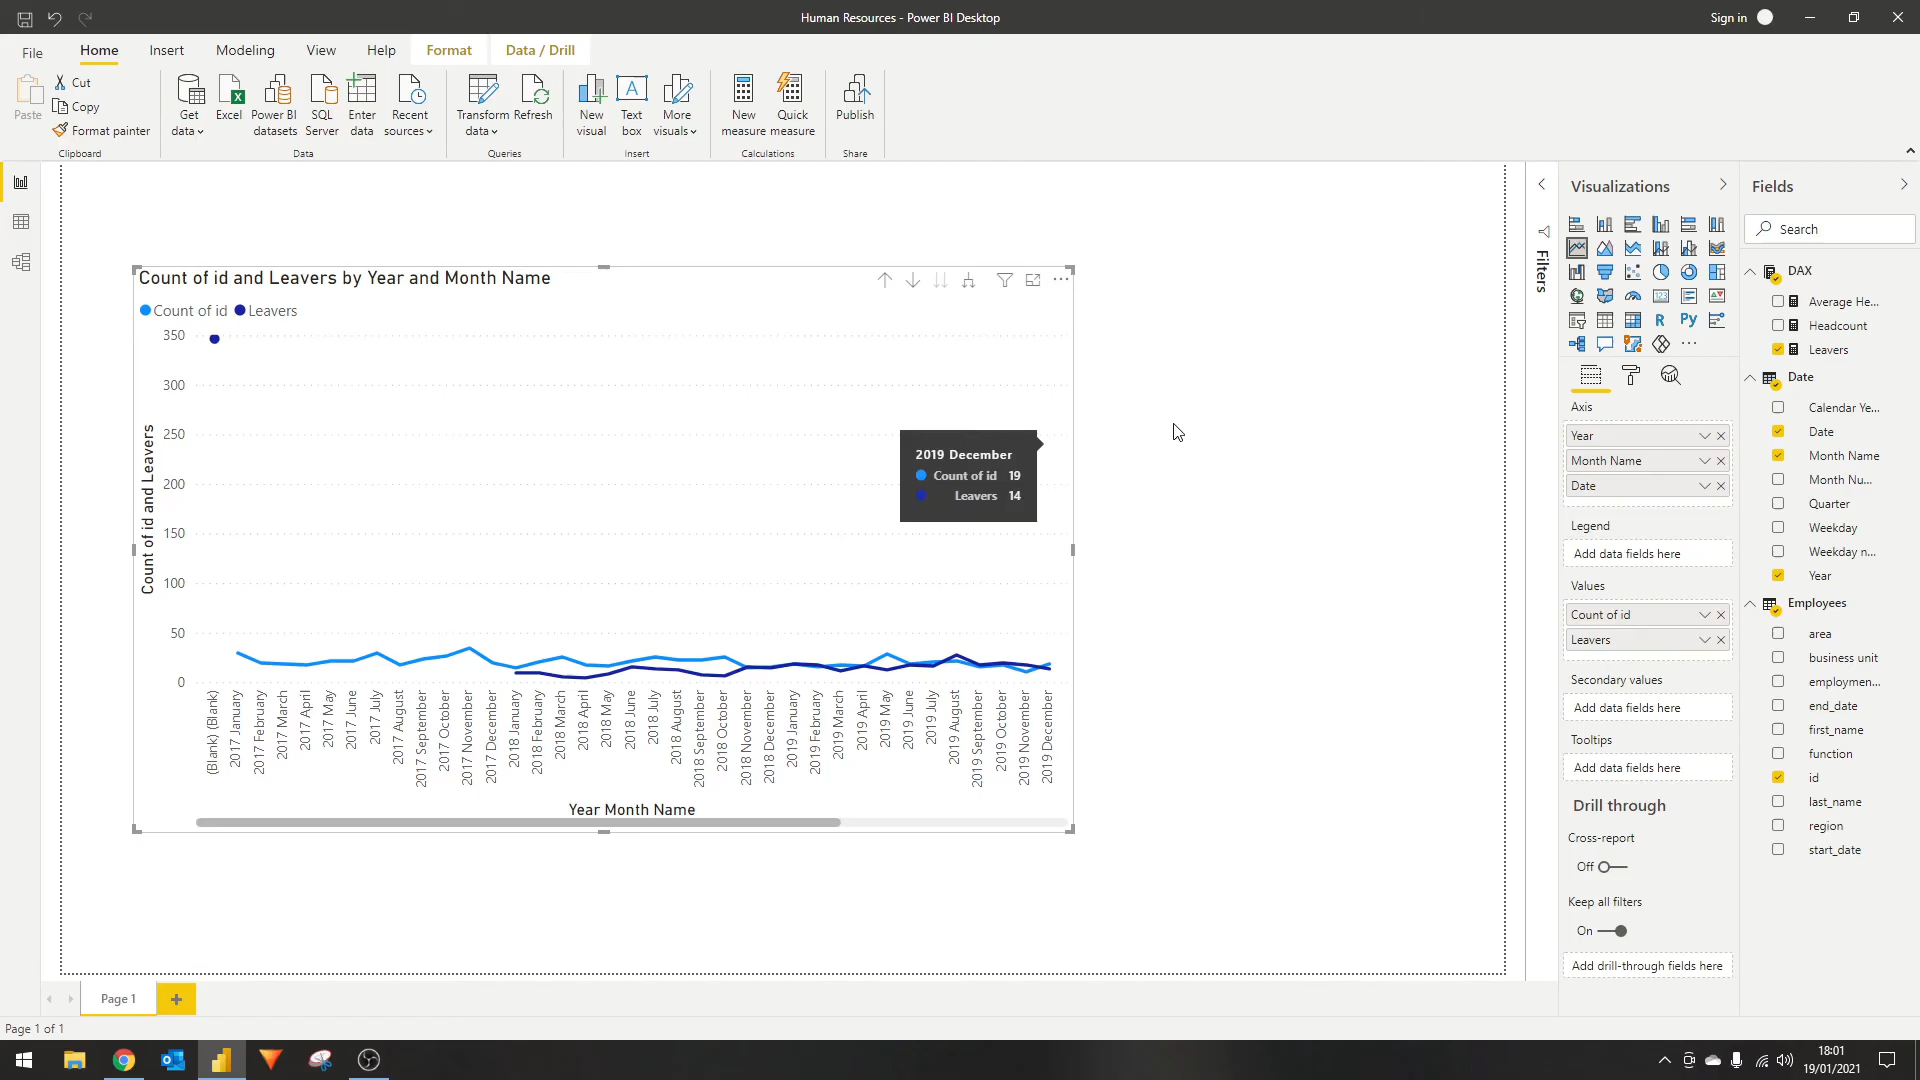 Human Resources - Power BI Desktop
Sign in
File
Home
Insert
Modeling
View
Help
Format
Data / Drill
Paste
Cut
Copy
Format painter
Clipboard
Get data
Excel
Power BI datasets
SQL Server
Enter data
Recent sources
Data
Transform data
Refresh
Queries
New visual
Text box
More visuals
Insert
New measure
Quick measure
Calculations
Publish
Share
Count of id and Leavers by Year and Month Name
Count of id
Leavers
350
300
250
200
150
100
50
0
Count of id and Leavers
2019 December
Count of id 19
Leavers 14
(Blank) (Blank)
2017 January
2017 February
2017 March
2017 April
2017 May
2017 June
2017 July
2017 August
2017 September
2017 October
2017 November
2017 December
2018 January
2018 February
2018 March
2018 April
2018 May
2018 June
2018 July
2018 August
2018 September
2018 October
2018 November
2018 December
2019 January
2019 February
2019 March
2019 April
2019 May
2019 June
2019 July
2019 August
2019 September
2019 October
2019 November
2019 December
Year Month Name
Filters
Visualizations
R
Py
123
Axis
Year
Month Name
Date
Legend
Add data fields here
Values
Count of id
Leavers
Secondary values
Add data fields here
Tooltips
Add data fields here
Drill through
Cross-report
Off
Keep all filters
On
Add drill-through fields here
Fields
Search
DAX
Average He...
Headcount
Leavers
Date
Calendar Ye...
Date
Month Name
Month Nu...
Quarter
Weekday
Weekday n...
Year
Employees
area
business unit
employmen...
end_date
first_name
function
id
last_name
region
start_date
Page 1
Page 1 of 1
18:01
19/01/2021